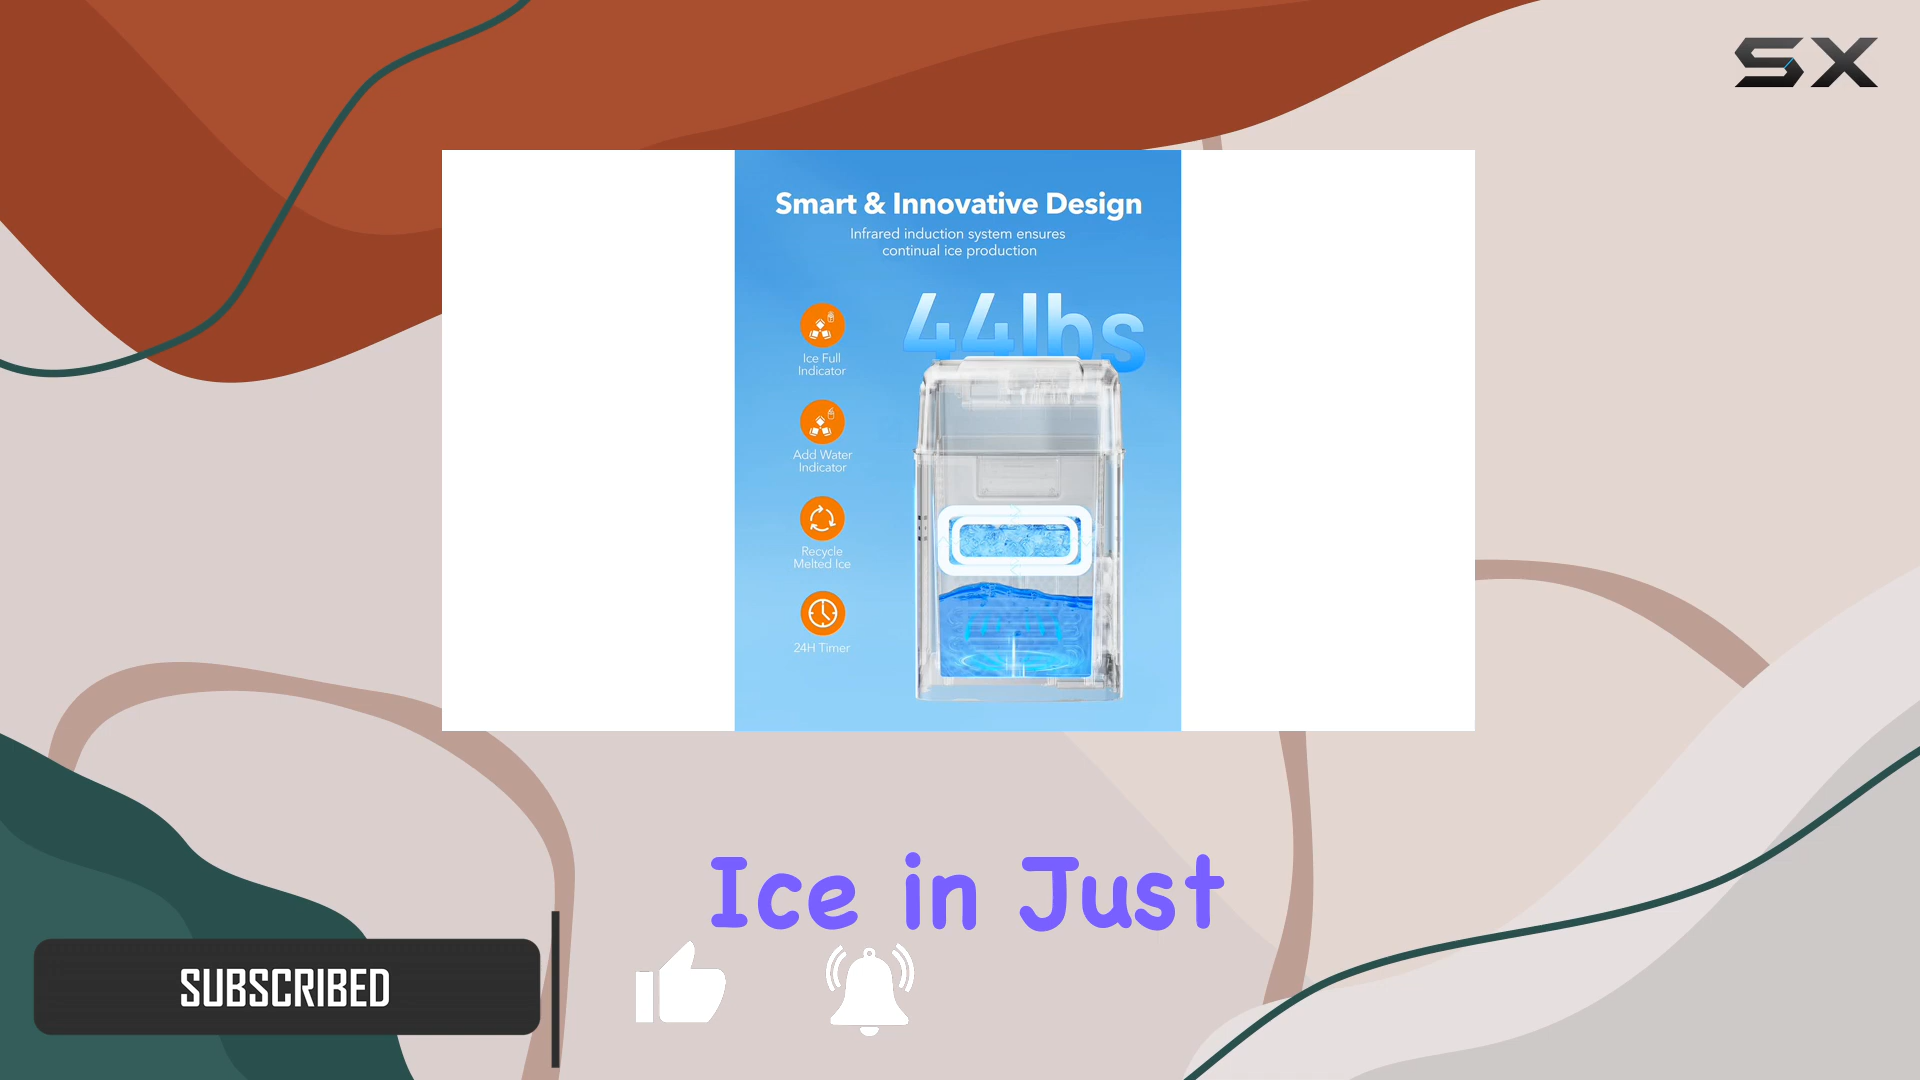 SX
Smart & Innovative Design
Infrared induction system ensures
continual ice production
44lbs
Ice Full
Indicator
Add Water
Indicator
Recycle
Melted Ice
24H Timer
Ice in Just
SUBSCRIBED